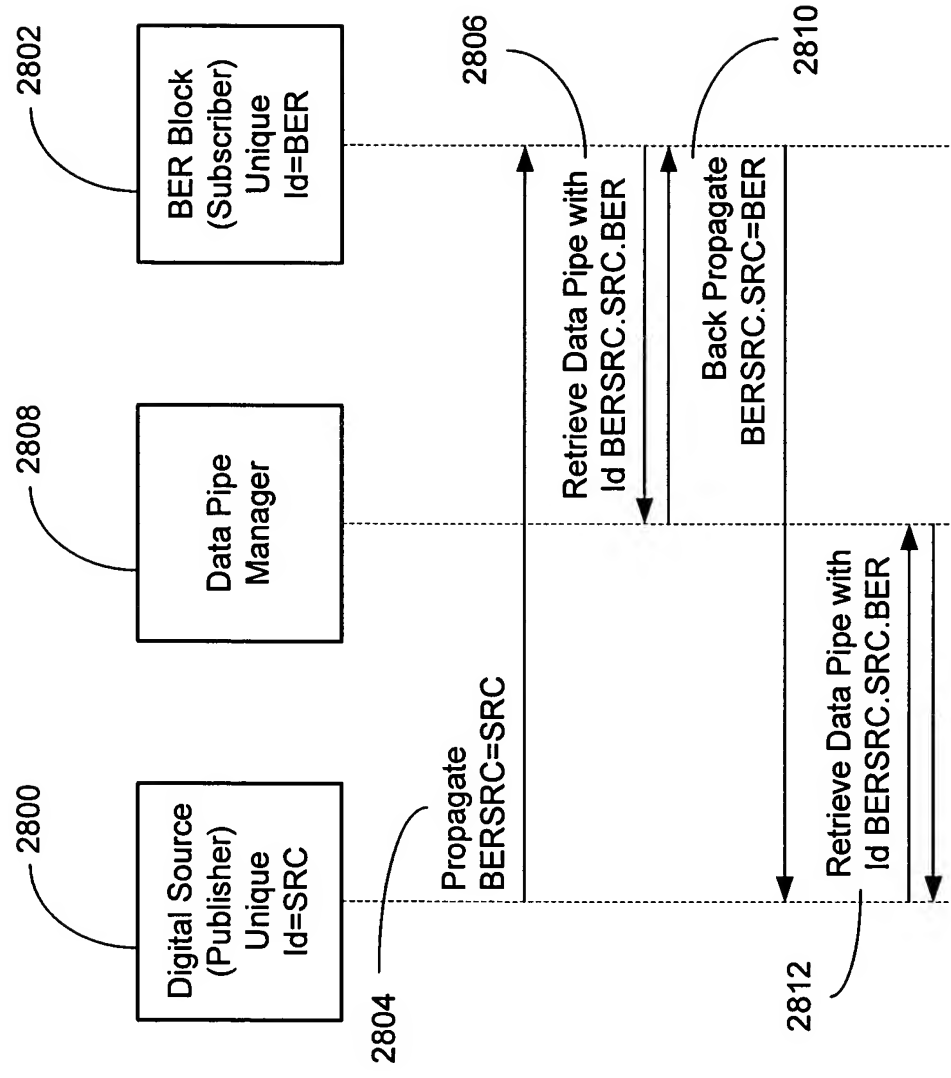 2800
2808
2802
Digital Source
(Publisher)
Unique
Id=SRC
Data Pipe
Manager
BER Block
(Subscriber)
Unique
Id=BER
2804
Propagate
BERSRC=SRC
2806
Retrieve Data Pipe with
Id BERSRC.SRC.BER
2810
Back Propagate
BERSRC.SRC=BER
2812
Retrieve Data Pipe with
Id BERSRC.SRC.BER